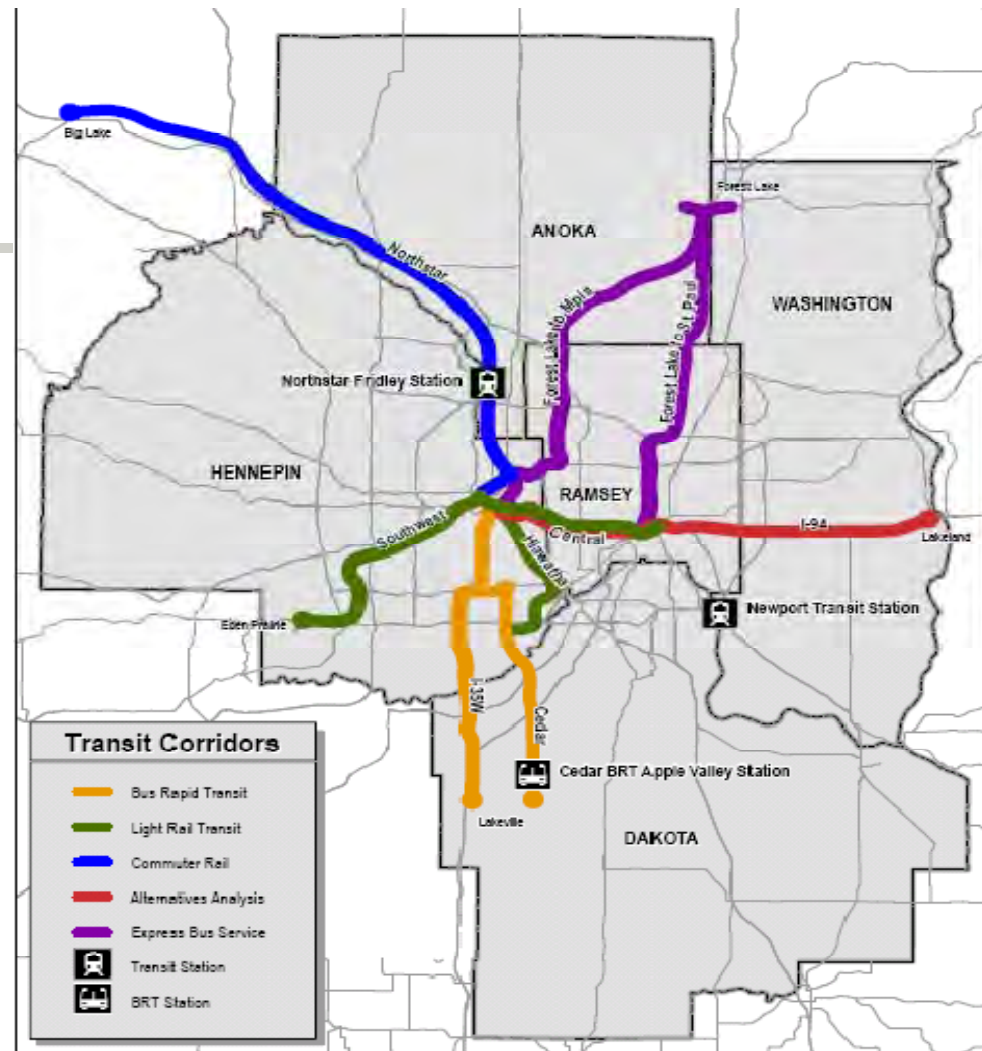 Big Lake
Forest Lake
ANOKA
Northstar
WASHINGTON
Forest Lake to Mpls
Forest Lake to St. Paul
Northstar Fridley Station
HENNEPIN
RAMSEY
Southwest
Central
I-94
Lakeland
Hiawatha
Eden Prairie
Newport Transit Station
I-35W
Cedar
Cedar BRT Apple Valley Station
Lakeville
DAKOTA
Transit Corridors
Bus Rapid Transit
Light Rail Transit
Commuter Rail
Alternatives Analysis
Express Bus Service
Transit Station
BRT Station